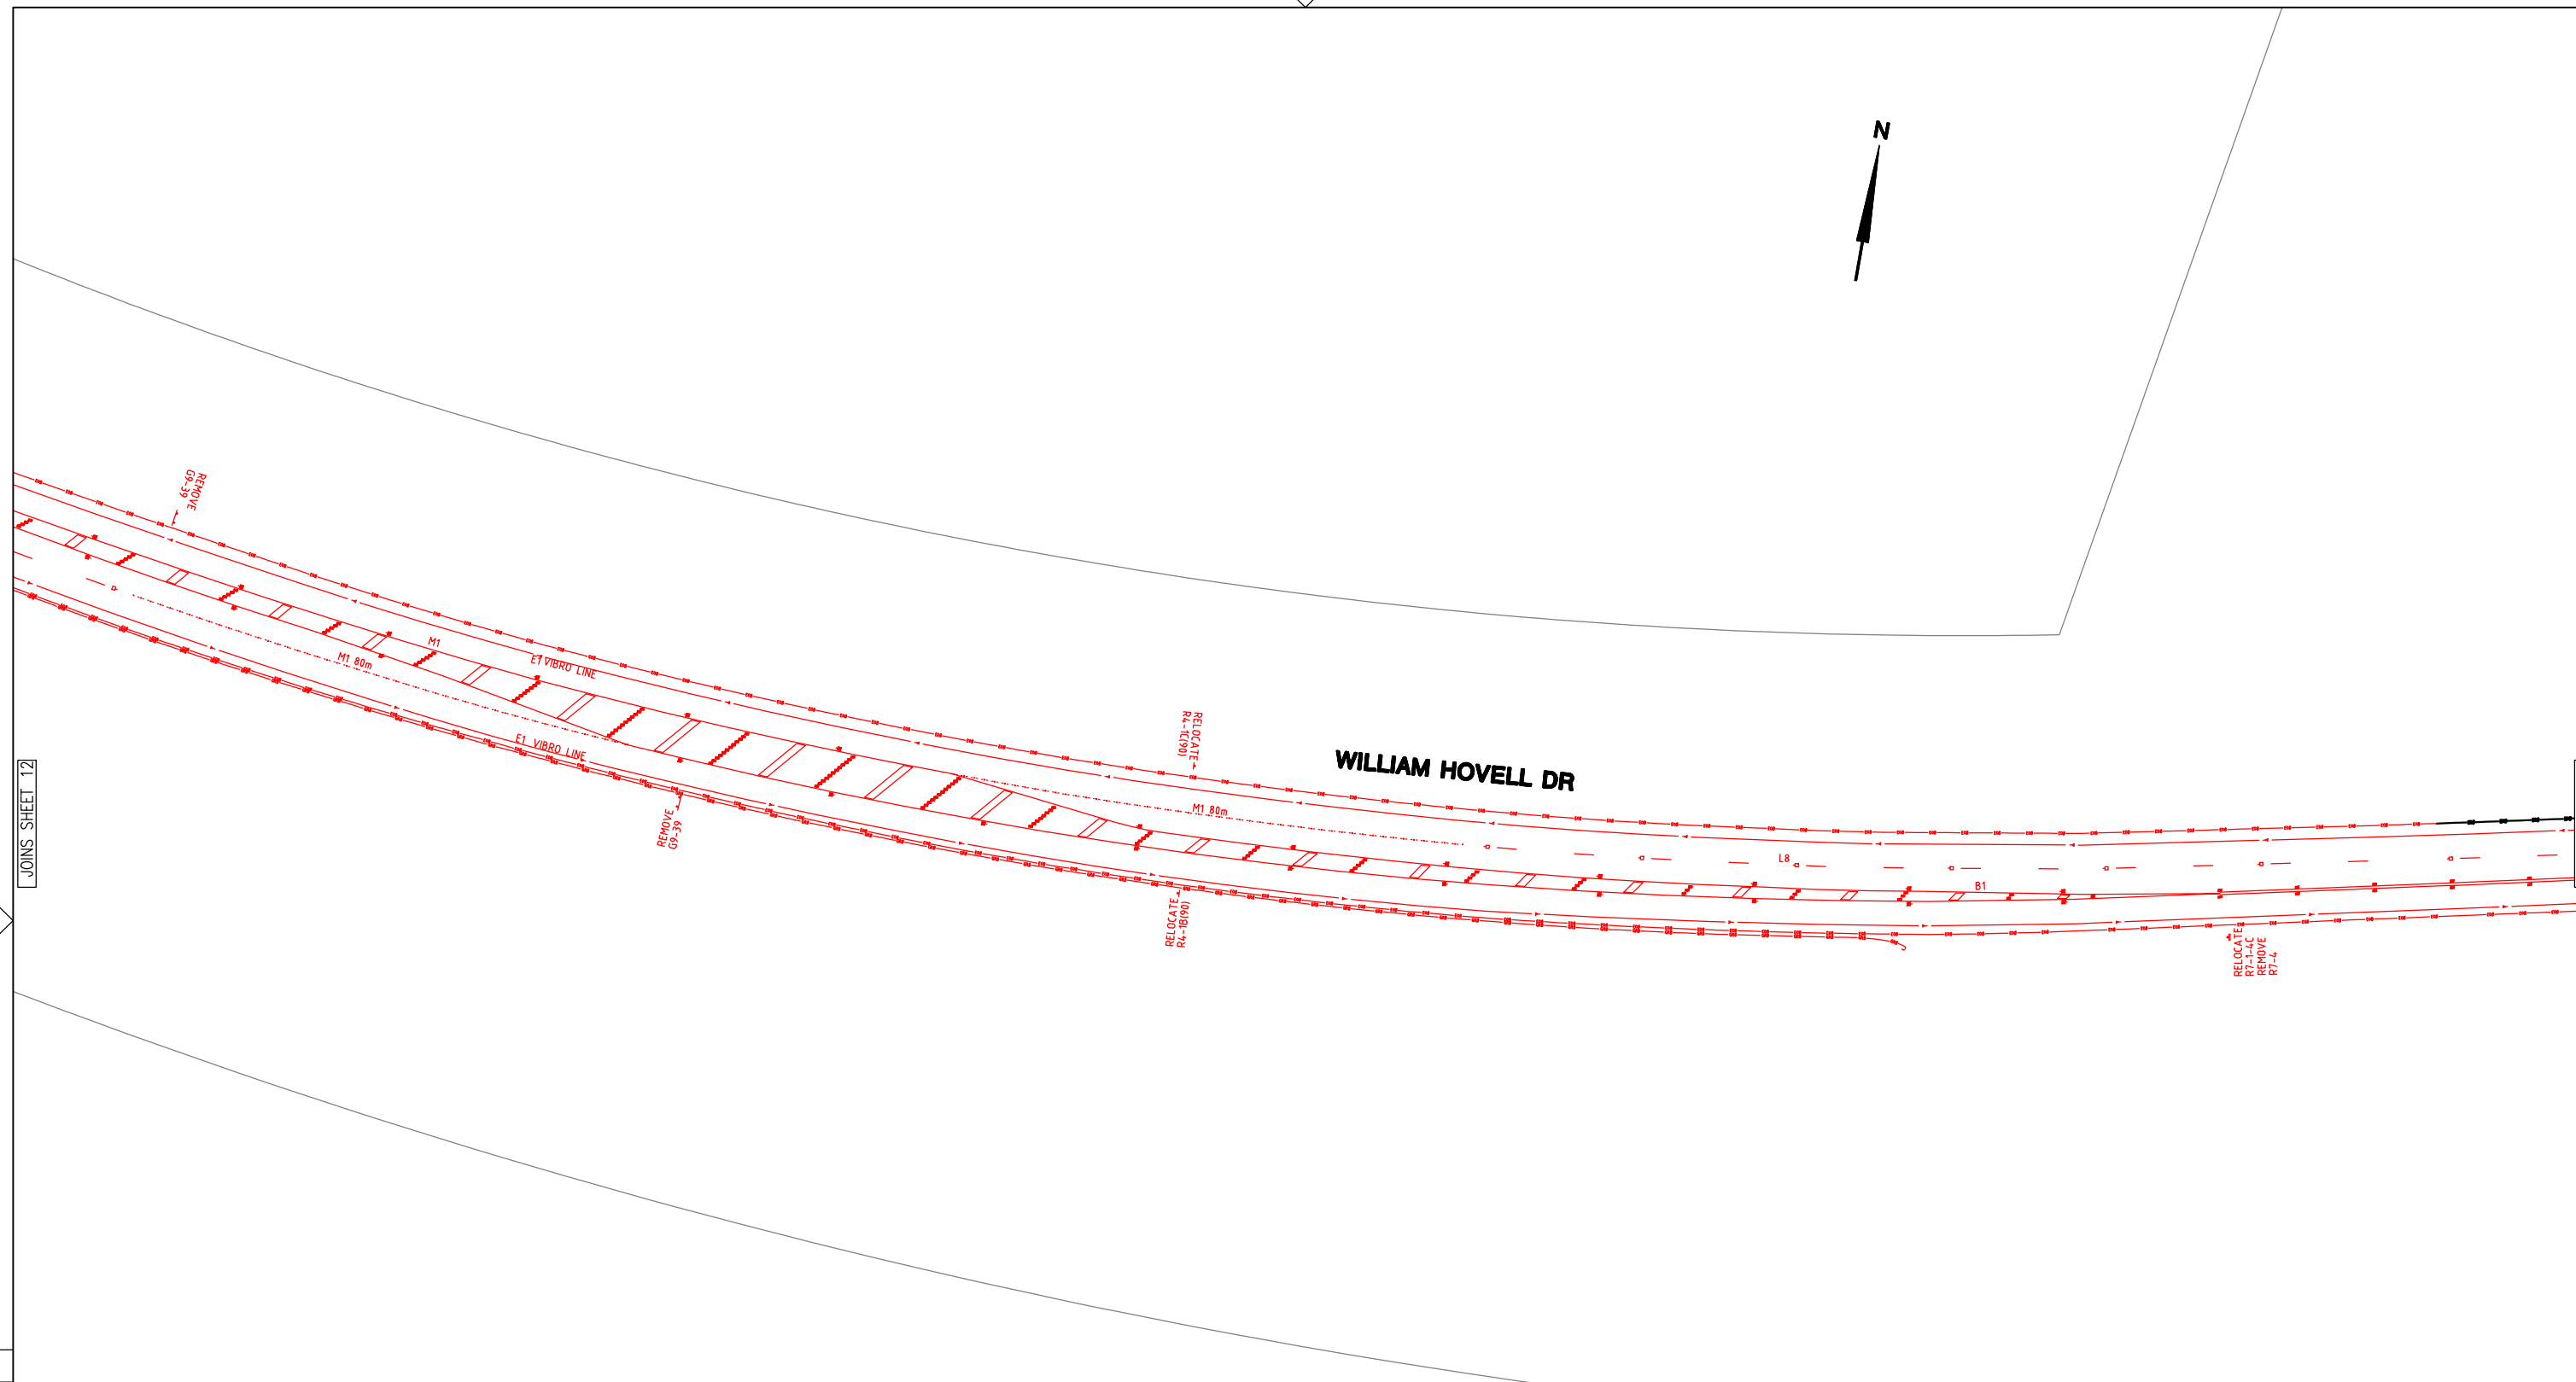 N
REMOVE
G9-39
M1
E1 VIBRO LINE
M1 80m
E1 VIBRO LINE
RELOCATE
R4-1C(90)
WILLIAM HOVELL DR
JOINS SHEET 12
M1 80m
REMOVE
G9-39
L8
B1
RELOCATE
R4-1B(90)
RELOCATE
R7-1-4C
REMOVE
R7-4